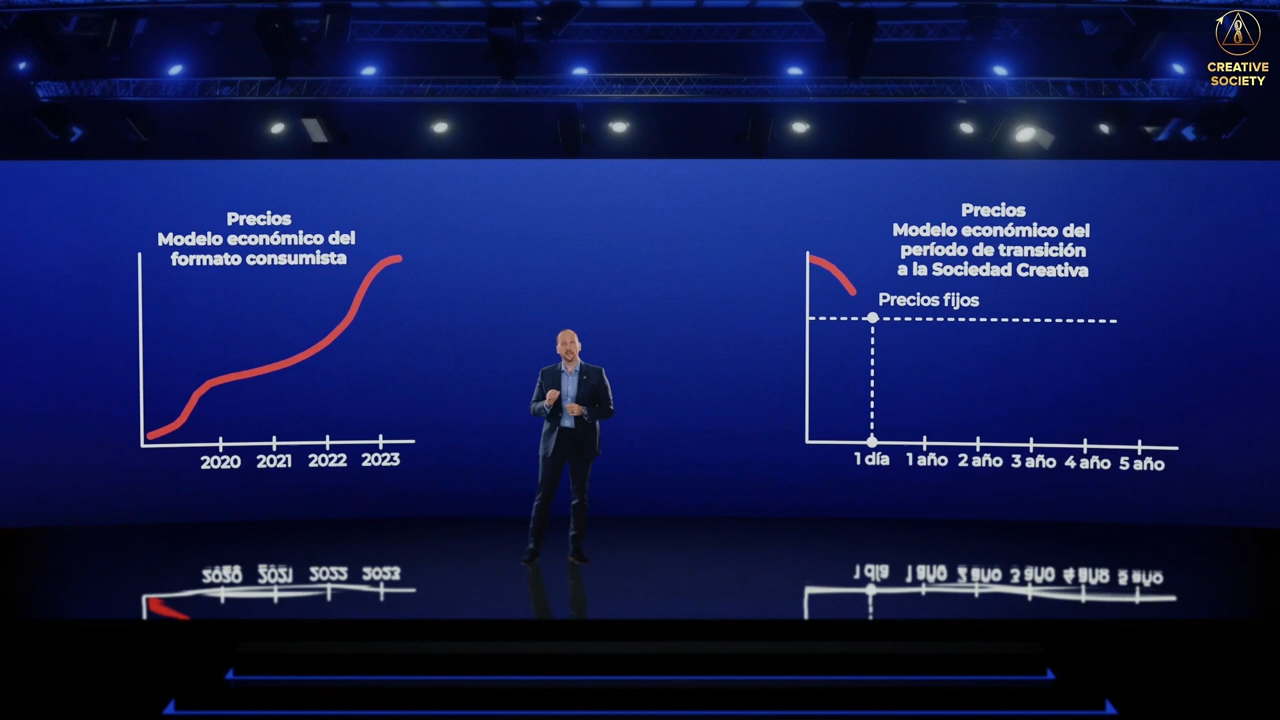 CREATIVE
SOCIETY
Precios
Modelo económico del
formato consumista
2020 2021 2022 2023
Precios
Modelo económico del
período de transición
a la Sociedad Creativa
Precios fijos
1 día 1 año 2 año 3 año 4 año 5 año